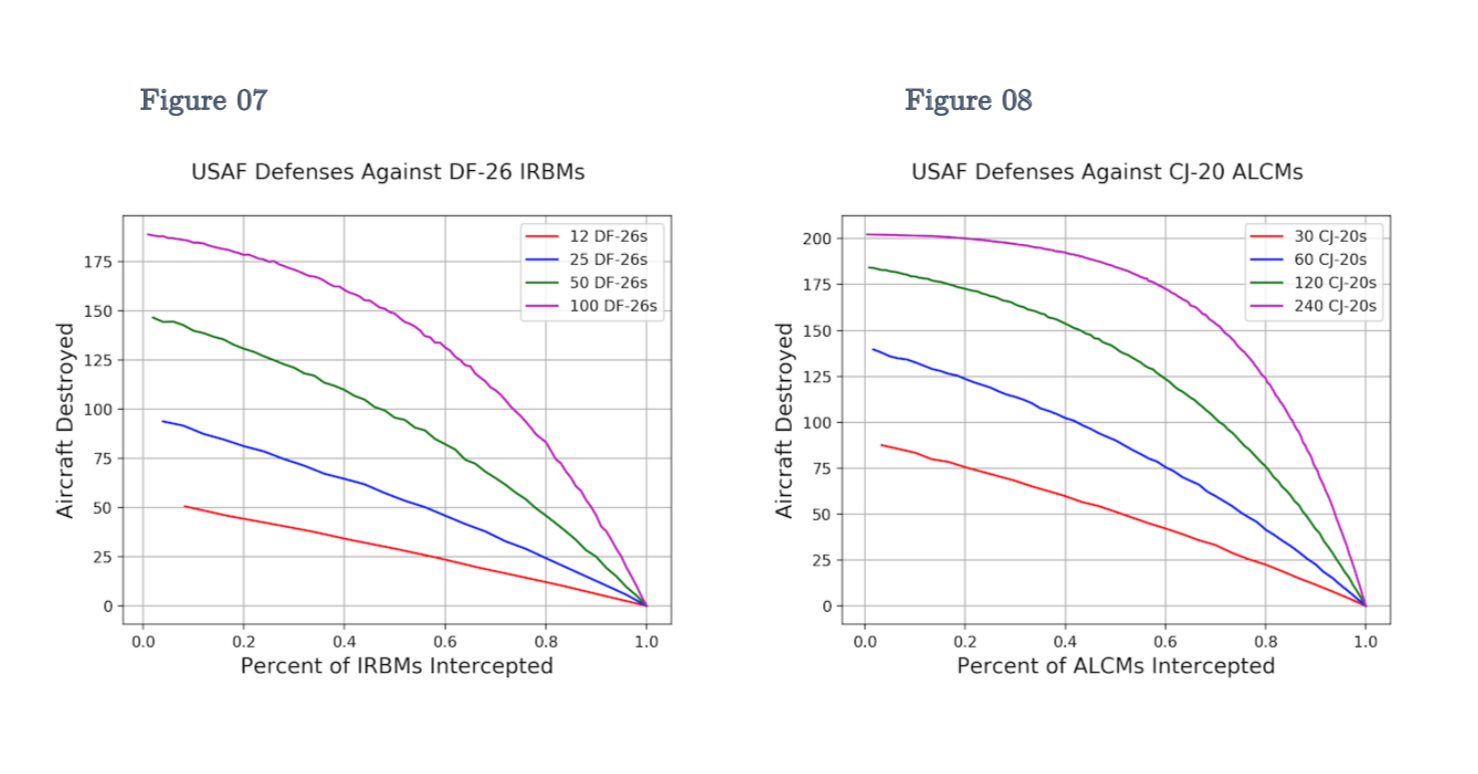 Figure 07
USAF Defenses Against DF-26 IRBMs
Aircraft Destroyed
175
150
125
100
75
50
25
0
12 DF-26s
25 DF-26s
50 DF-26s
100 DF-26s
0.0 0.2 0.4 0.6 0.8 1.0
Percent of IRBMs Intercepted
Figure 08
USAF Defenses Against CJ-20 ALCMs
Aircraft Destroyed
200
175
150
125
100
75
50
25
0
30 CJ-20s
60 CJ-20s
120 CJ-20s
240 CJ-20s
0.0 0.2 0.4 0.6 0.8 1.0
Percent of ALCMs Intercepted